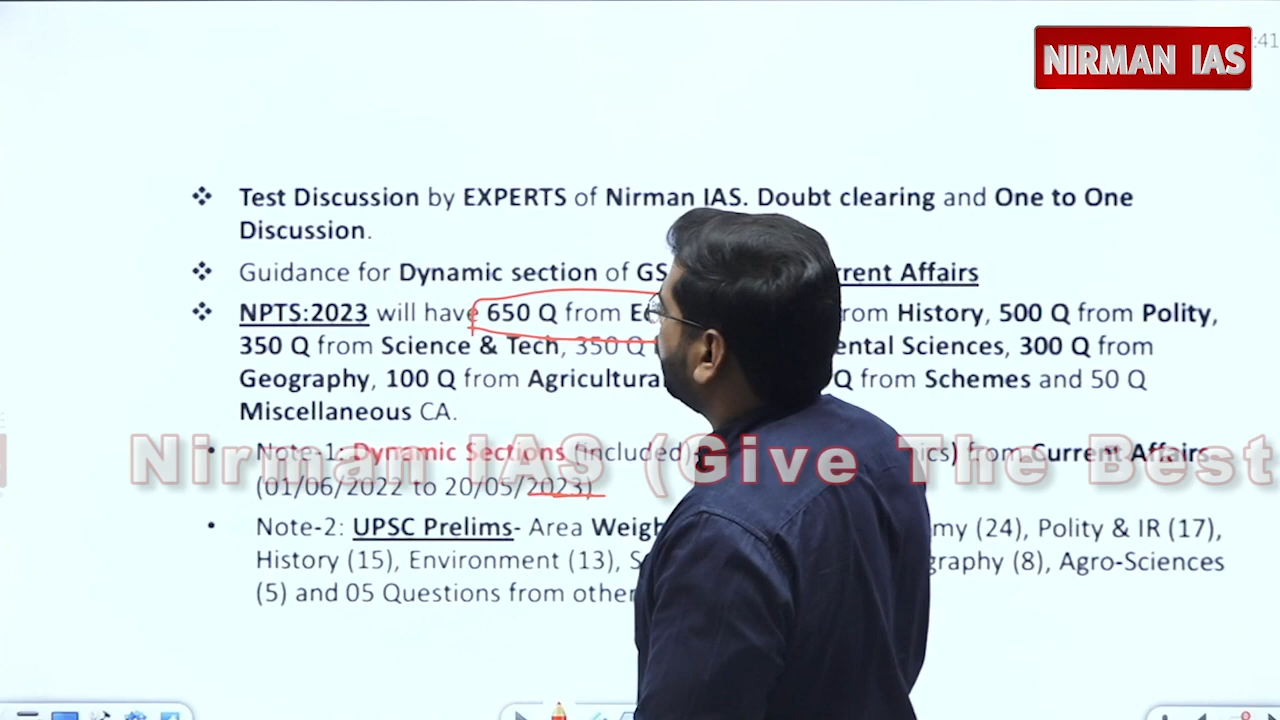 NIRMAN IAS
:41
Test Discussion by EXPERTS of Nirman IAS. Doubt clearing and One to One
Discussion.
Guidance for Dynamic section of GS rrent Affairs
NPTS:2023 will have 650 Q from Ec rom History, 500 Q from Polity,
350 Q from Science & Tech, 350 Q ental Sciences, 300 Q from
Geography, 100 Q from Agricultura Q from Schemes and 50 Q
Miscellaneous CA.
Note-1: Dynamic Sections (included) ics) from Current Affairs-
Nirman IAS (Give The Best
(01/06/2022 to 20/05/2023)
Note-2: UPSC Prelims- Area Weigh my (24), Polity & IR (17),
History (15), Environment (13), S graphy (8), Agro-Sciences
(5) and 05 Questions from other